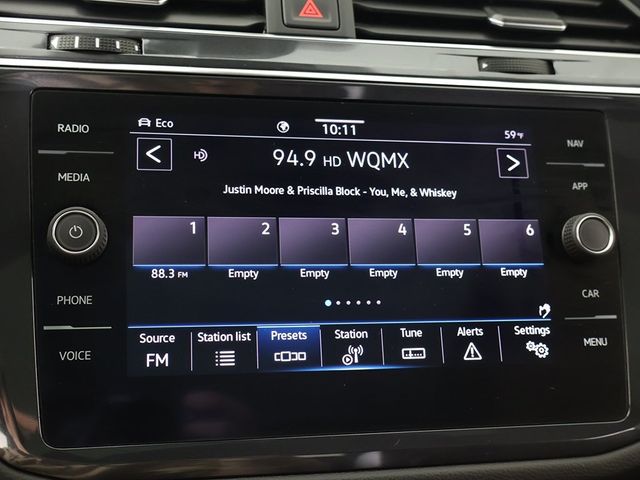 RADIO
MEDIA
PHONE
VOICE
Eco
10:11
59°F
HD
94.9 HD WQMX
Justin Moore & Priscilla Block - You, Me, & Whiskey
1 2 3 4 5 6
88.3 FM Empty Empty Empty Empty Empty
Source Station list Presets Station Tune Alerts Settings
FM
NAV
APP
CAR
MENU